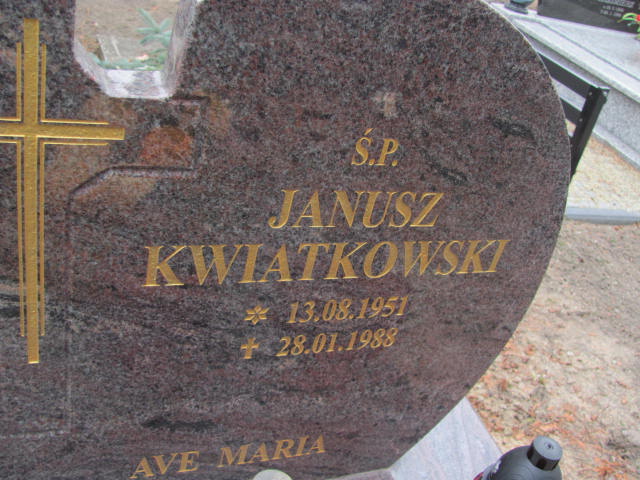 Ś.P.
JANUSZ
KWIATKOWSKI
* 13.08.1951
✝ 28.01.1988
AVE MARIA